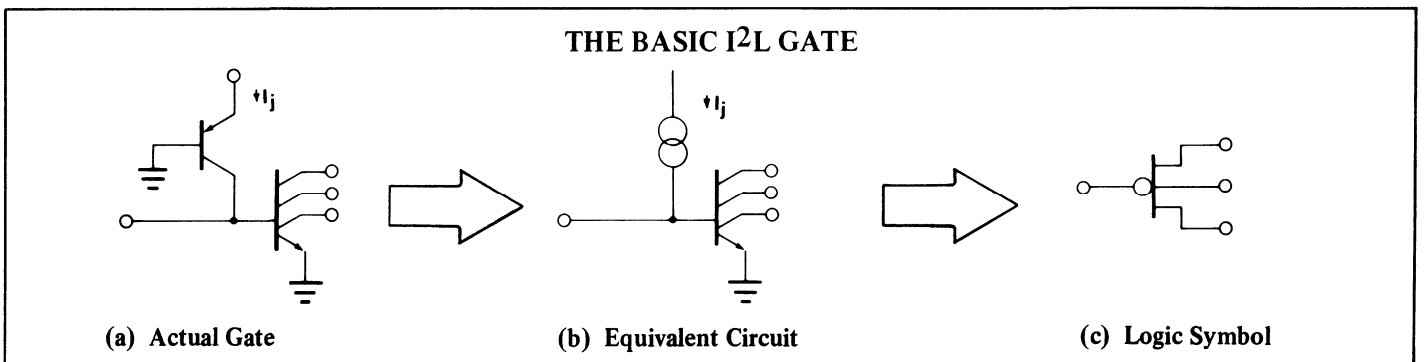 THE BASIC I²L GATE
Ij
Ij
(a) Actual Gate
(b) Equivalent Circuit
(c) Logic Symbol